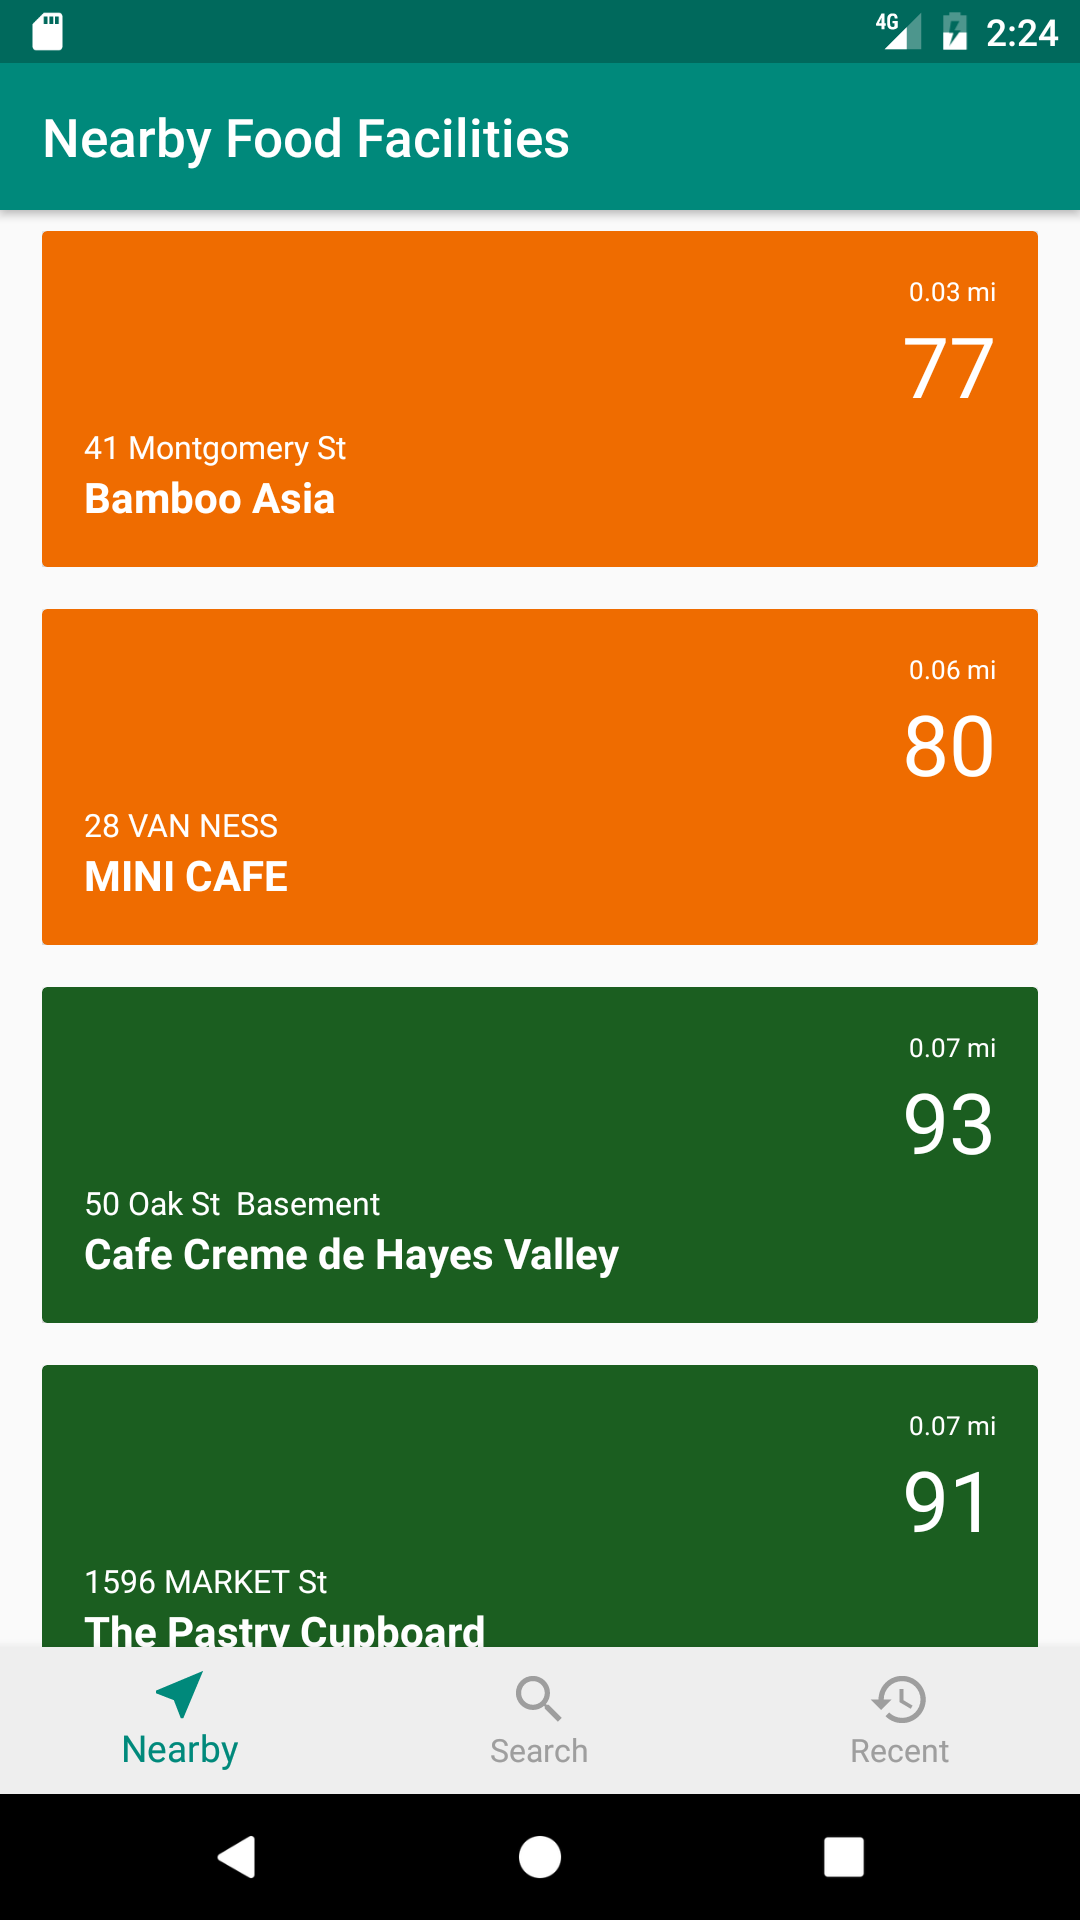 4G 2:24
Nearby Food Facilities
0.03 mi
77
41 Montgomery St
Bamboo Asia
0.06 mi
80
28 VAN NESS
MINI CAFE
0.07 mi
93
50 Oak St  Basement
Cafe Creme de Hayes Valley
0.07 mi
91
1596 MARKET St
The Pastry Cupboard
Nearby
Search
Recent